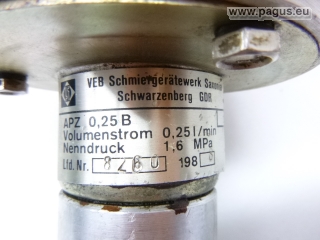 www.pagus.eu
VEB Schmiergerätewerk
Schwarzenberg GDR
APZ 0,25 B
Volumenstrom 0,25 l/min
Nenndruck 1,6 MPa
Lfd. Nr. 8260 198